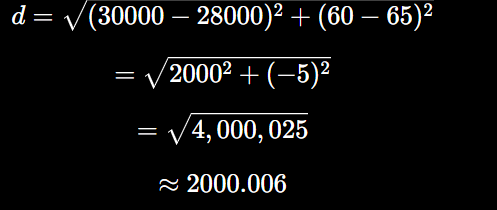 d = √(30000 − 28000)² + (60 − 65)²
= √2000² + (−5)²
= √4,000,025
≈ 2000.006